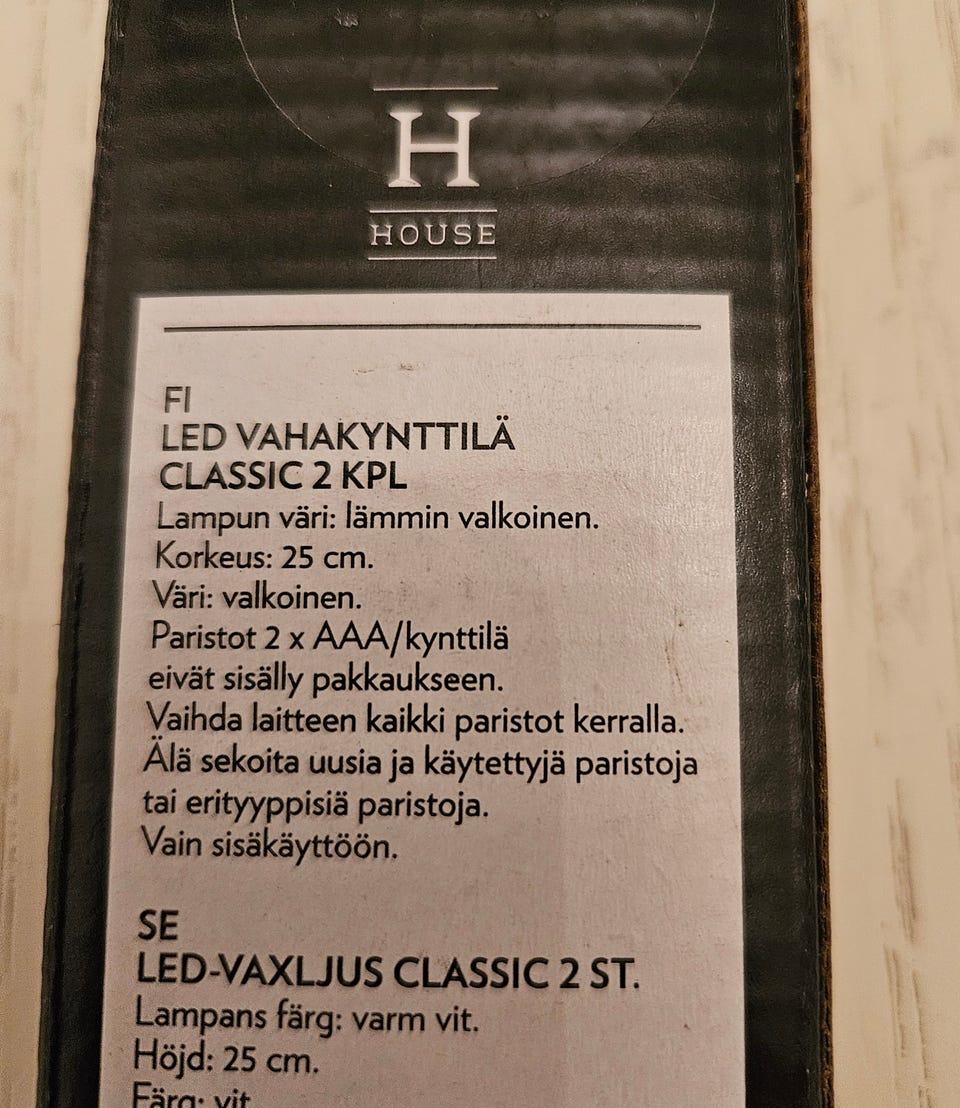 H
HOUSE
FI
LED VAHAKYNTTILÄ
CLASSIC 2 KPL
Lampun väri: lämmin valkoinen.
Korkeus: 25 cm.
Väri: valkoinen.
Paristot 2 x AAA/kynttilä
eivät sisälly pakkaukseen.
Vaihda laitteen kaikki paristot kerralla.
Älä sekoita uusia ja käytettyjä paristoja
tai erityyppisiä paristoja.
Vain sisäkäyttöön.
SE
LED-VAXLJUS CLASSIC 2 ST.
Lampans färg: varm vit.
Höjd: 25 cm.
Färg: vit